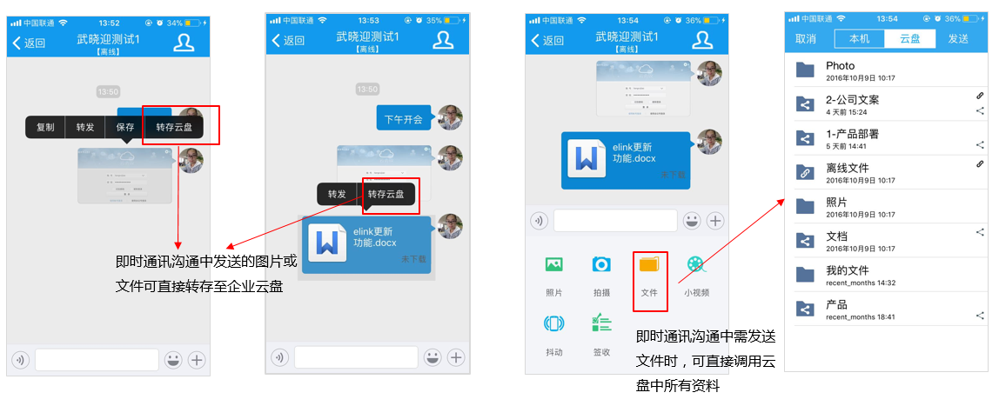 中国联通 13:52 34%
返回 武晓迎测试1
【离线】
13:50
复制 转发 保存 转存云盘
中国联通 13:53 35%
返回 武晓迎测试1
【离线】
13:50
下午开会
转发 转存云盘
elink更新
功能.docx
未下载
即时通讯沟通中发送的图片或
文件可直接转存至企业云盘
中国联通 13:54 36%
返回 武晓迎测试1
【离线】
elink更新
功能.docx
未下载
照片 拍摄 文件 小视频
抖动 签收
即时通讯沟通中需发送
文件时，可直接调用云
盘中所有资料
中国联通 13:54 36%
取消 本机 云盘 发送
Photo
2016年10月9日 10:17
2-公司文案
4 天前 15:24
1-产品部署
5 天前 14:41
离线文件
2016年10月9日 10:17
照片
2016年10月9日 10:17
文档
2016年10月9日 10:17
我的文件
recent_months 14:32
产品
recent_months 18:41